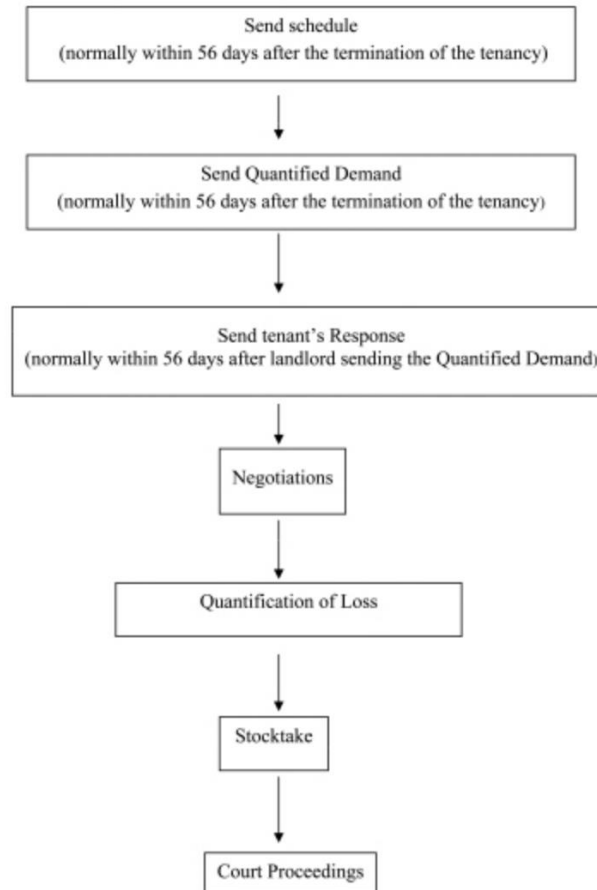 Send schedule
(normally within 56 days after the termination of the tenancy)
Send Quantified Demand
(normally within 56 days after the termination of the tenancy)
Send tenant's Response
(normally within 56 days after landlord sending the Quantified Demand)
Negotiations
Quantification of Loss
Stocktake
Court Proceedings